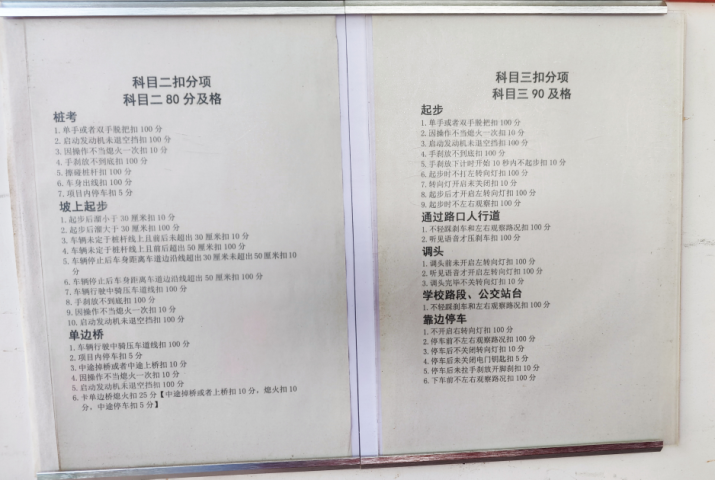 科目二扣分项
科目二 80 分及格
桩考
1. 单手或者双手脱把扣 100 分
2. 启动发动机未退空挡扣 100 分
3. 因操作不当熄火一次扣 10 分
4. 手刹放不到底扣 100 分
5. 擦碰桩杆扣 100 分
6. 车身出线扣 100 分
7. 项目内停车扣 5 分
坡上起步
1. 起步后溜小于 30 厘米扣 10 分
2. 起步后溜大于 30 厘米扣 100 分
3. 车辆未定于桩杆线上且前后未超出 30 厘米扣 10 分
4. 车辆未定于桩杆线上且前后超出 50 厘米扣 100 分
5. 车辆停止后车身距离车道边沿线超出 30 厘米未超出 50 厘米扣 10
分
6. 车辆停止后车身距离车道边沿线超出 50 厘米扣 100 分
7. 车辆行驶中骑压车道线扣 100 分
8. 手刹放不到底扣 100 分
9. 因操作不当熄火一次扣 10 分
10. 启动发动机未退空挡扣 100 分
单边桥
1. 车辆行驶中骑压车道线扣 100 分
2. 项目内停车扣 5 分
3. 中途掉桥或者中途上桥扣 10 分
4. 因操作不当熄火一次扣 10 分
5. 启动发动机未退空挡扣 100 分
6. 卡单边桥熄火扣 25 分【中途掉桥或者上桥扣 10 分，熄火扣 10
分，中途停车扣 5 分】
科目三扣分项
科目三 90 及格
起步
1. 单手或者双手脱把扣 100 分
2. 因操作不当熄火一次扣 10 分
3. 启动发动机未退空挡扣 100 分
4. 手刹放不到底扣 100 分
5. 手刹放下计时开始 10 秒内不起步扣 10 分
6. 起步时不打左转向灯扣 100 分
7. 转向灯开启未关闭扣 10 分
8. 起步后才开启左转向灯扣 100 分
9. 起步时不左右观察路况扣 100 分
通过路口人行道
1. 不轻踩刹车和左右观察路况扣 100 分
2. 听见语音才压刹车扣 100 分
调头
1. 调头前未开启左转向灯扣 100 分
2. 听见语音才开启左转向灯扣 100 分
3. 调头完毕不关转向灯扣 10 分
学校路段、公交站台
1. 不轻踩刹车和左右观察路况扣 100 分
靠边停车
1. 不开启右转向灯扣 100 分
2. 停车前不左右观察路况扣 100 分
3. 停车后不关闭转向灯扣 10 分
4. 停车后未关闭电门钥匙扣 5 分
5. 停车后未拉手刹放开脚刹扣 10 分
6. 下车前不左右观察路况扣 100 分